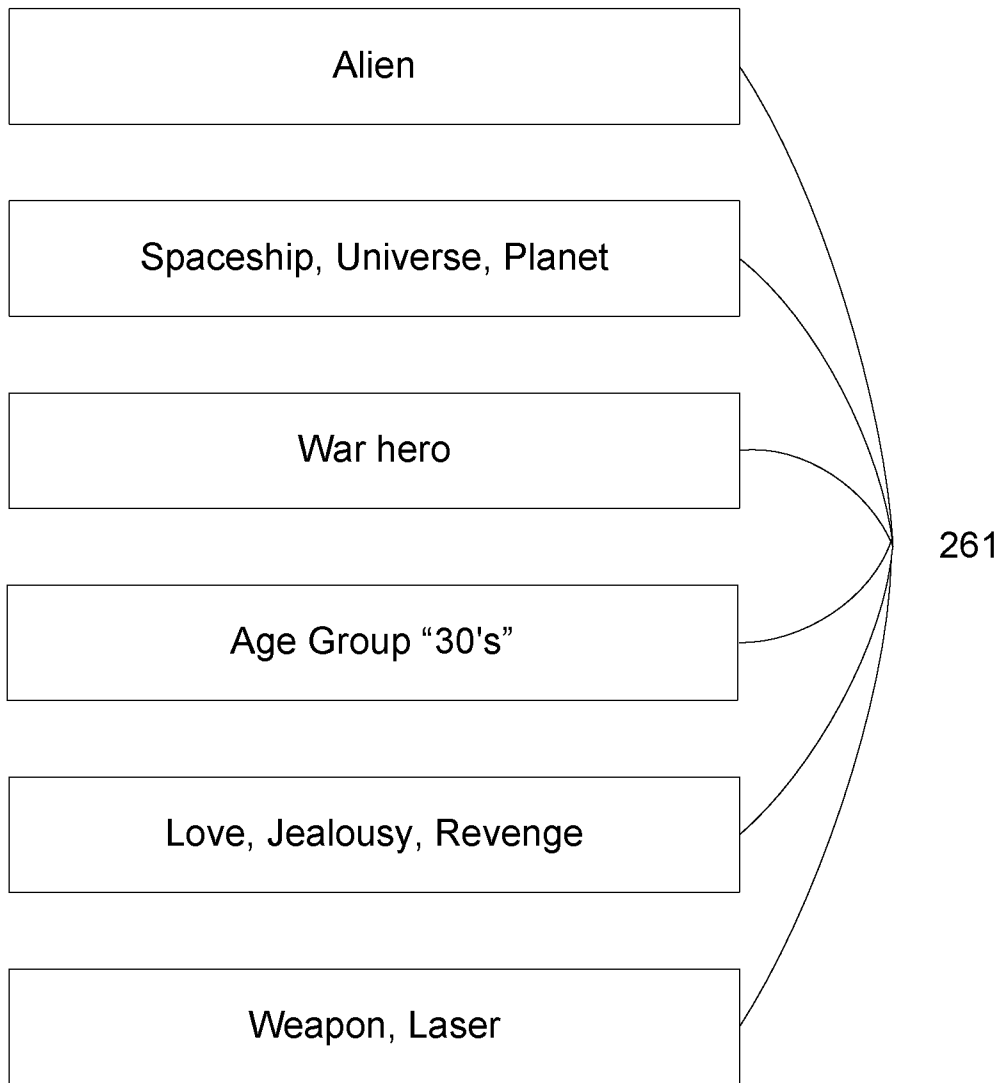 Alien
Spaceship, Universe, Planet
War hero
261
Age Group “30's”
Love, Jealousy, Revenge
Weapon, Laser